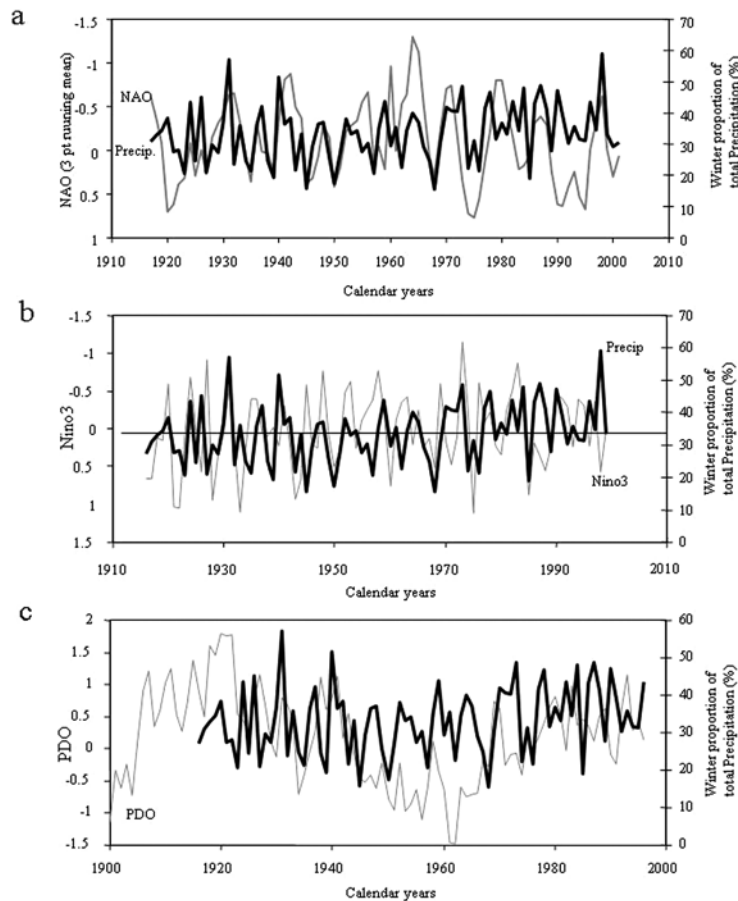 a
-1.5
-1
-0.5
0
0.5
1
NAO (3 pt ruuning mean)
NAO
Precip.
70
60
50
40
30
20
10
0
Winter proportion of
total Precipitation (%)
1910 1920 1930 1940 1950 1960 1970 1980 1990 2000 2010
Calendar years
b
-1.5
-1
-0.5
0
0.5
1
1.5
Nino3
Precip
Nino3
70
60
50
40
30
20
10
0
Winter proportion of
total Precipitation (%)
1910 1930 1950 1970 1990 2010
Calendar years
c
2
1.5
1
0.5
0
-0.5
-1
-1.5
PDO
PDO
60
50
40
30
20
10
0
Winter proportion of
total Precipitation (%)
1900 1920 1940 1960 1980 2000
Calendar years